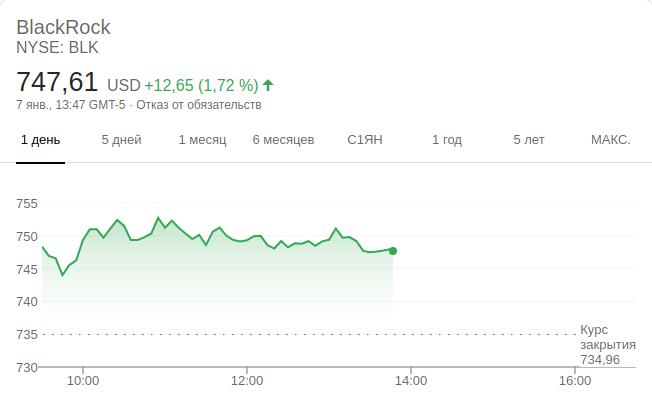 BlackRock
NYSE: BLK
747,61 USD +12,65 (1,72 %)
7 янв., 13:47 GMT-5 · Отказ от обязательств
1 день 5 дней 1 месяц 6 месяцев С1ЯН 1 год 5 лет МАКС.
755
750
745
740
735
Курс
закрытия
734,96
730
10:00 12:00 14:00 16:00